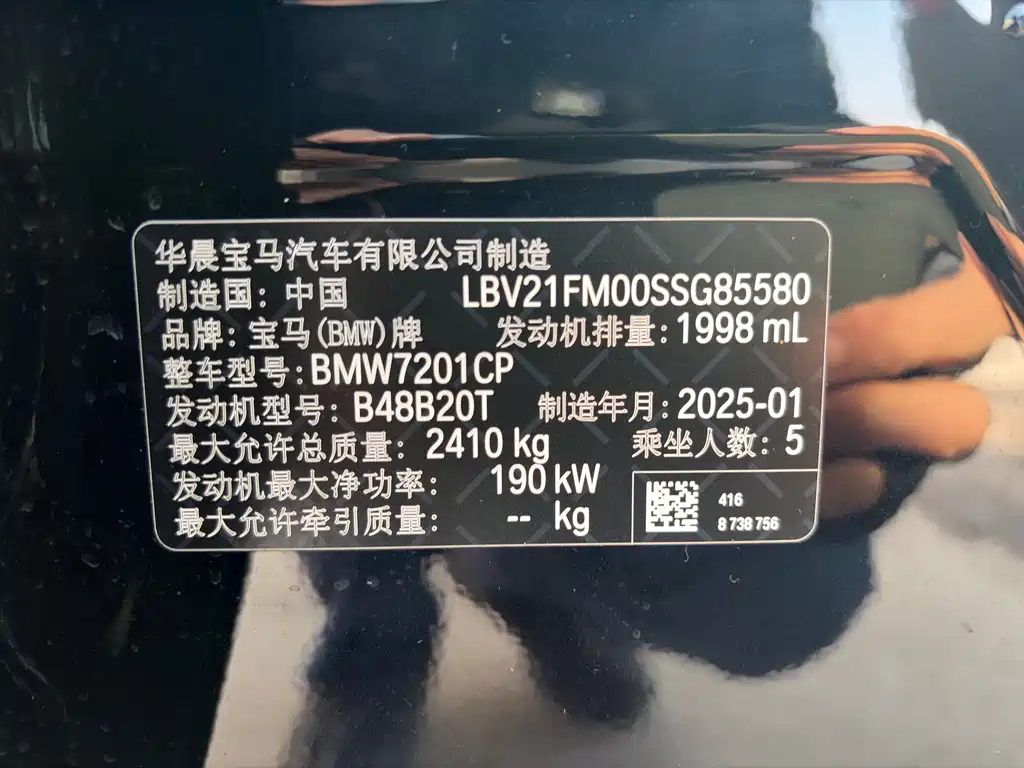 华晨宝马汽车有限公司制造
制造国：中国 LBV21FM00SSG85580
品牌：宝马(BMW)牌 发动机排量：1998 mL
整车型号：BMW7201CP
发动机型号：B48B20T 制造年月：2025-01
最大允许总质量：2410 kg 乘坐人数：5
发动机最大净功率：190 kW
最大允许牵引质量：-- kg
416
8 738 756